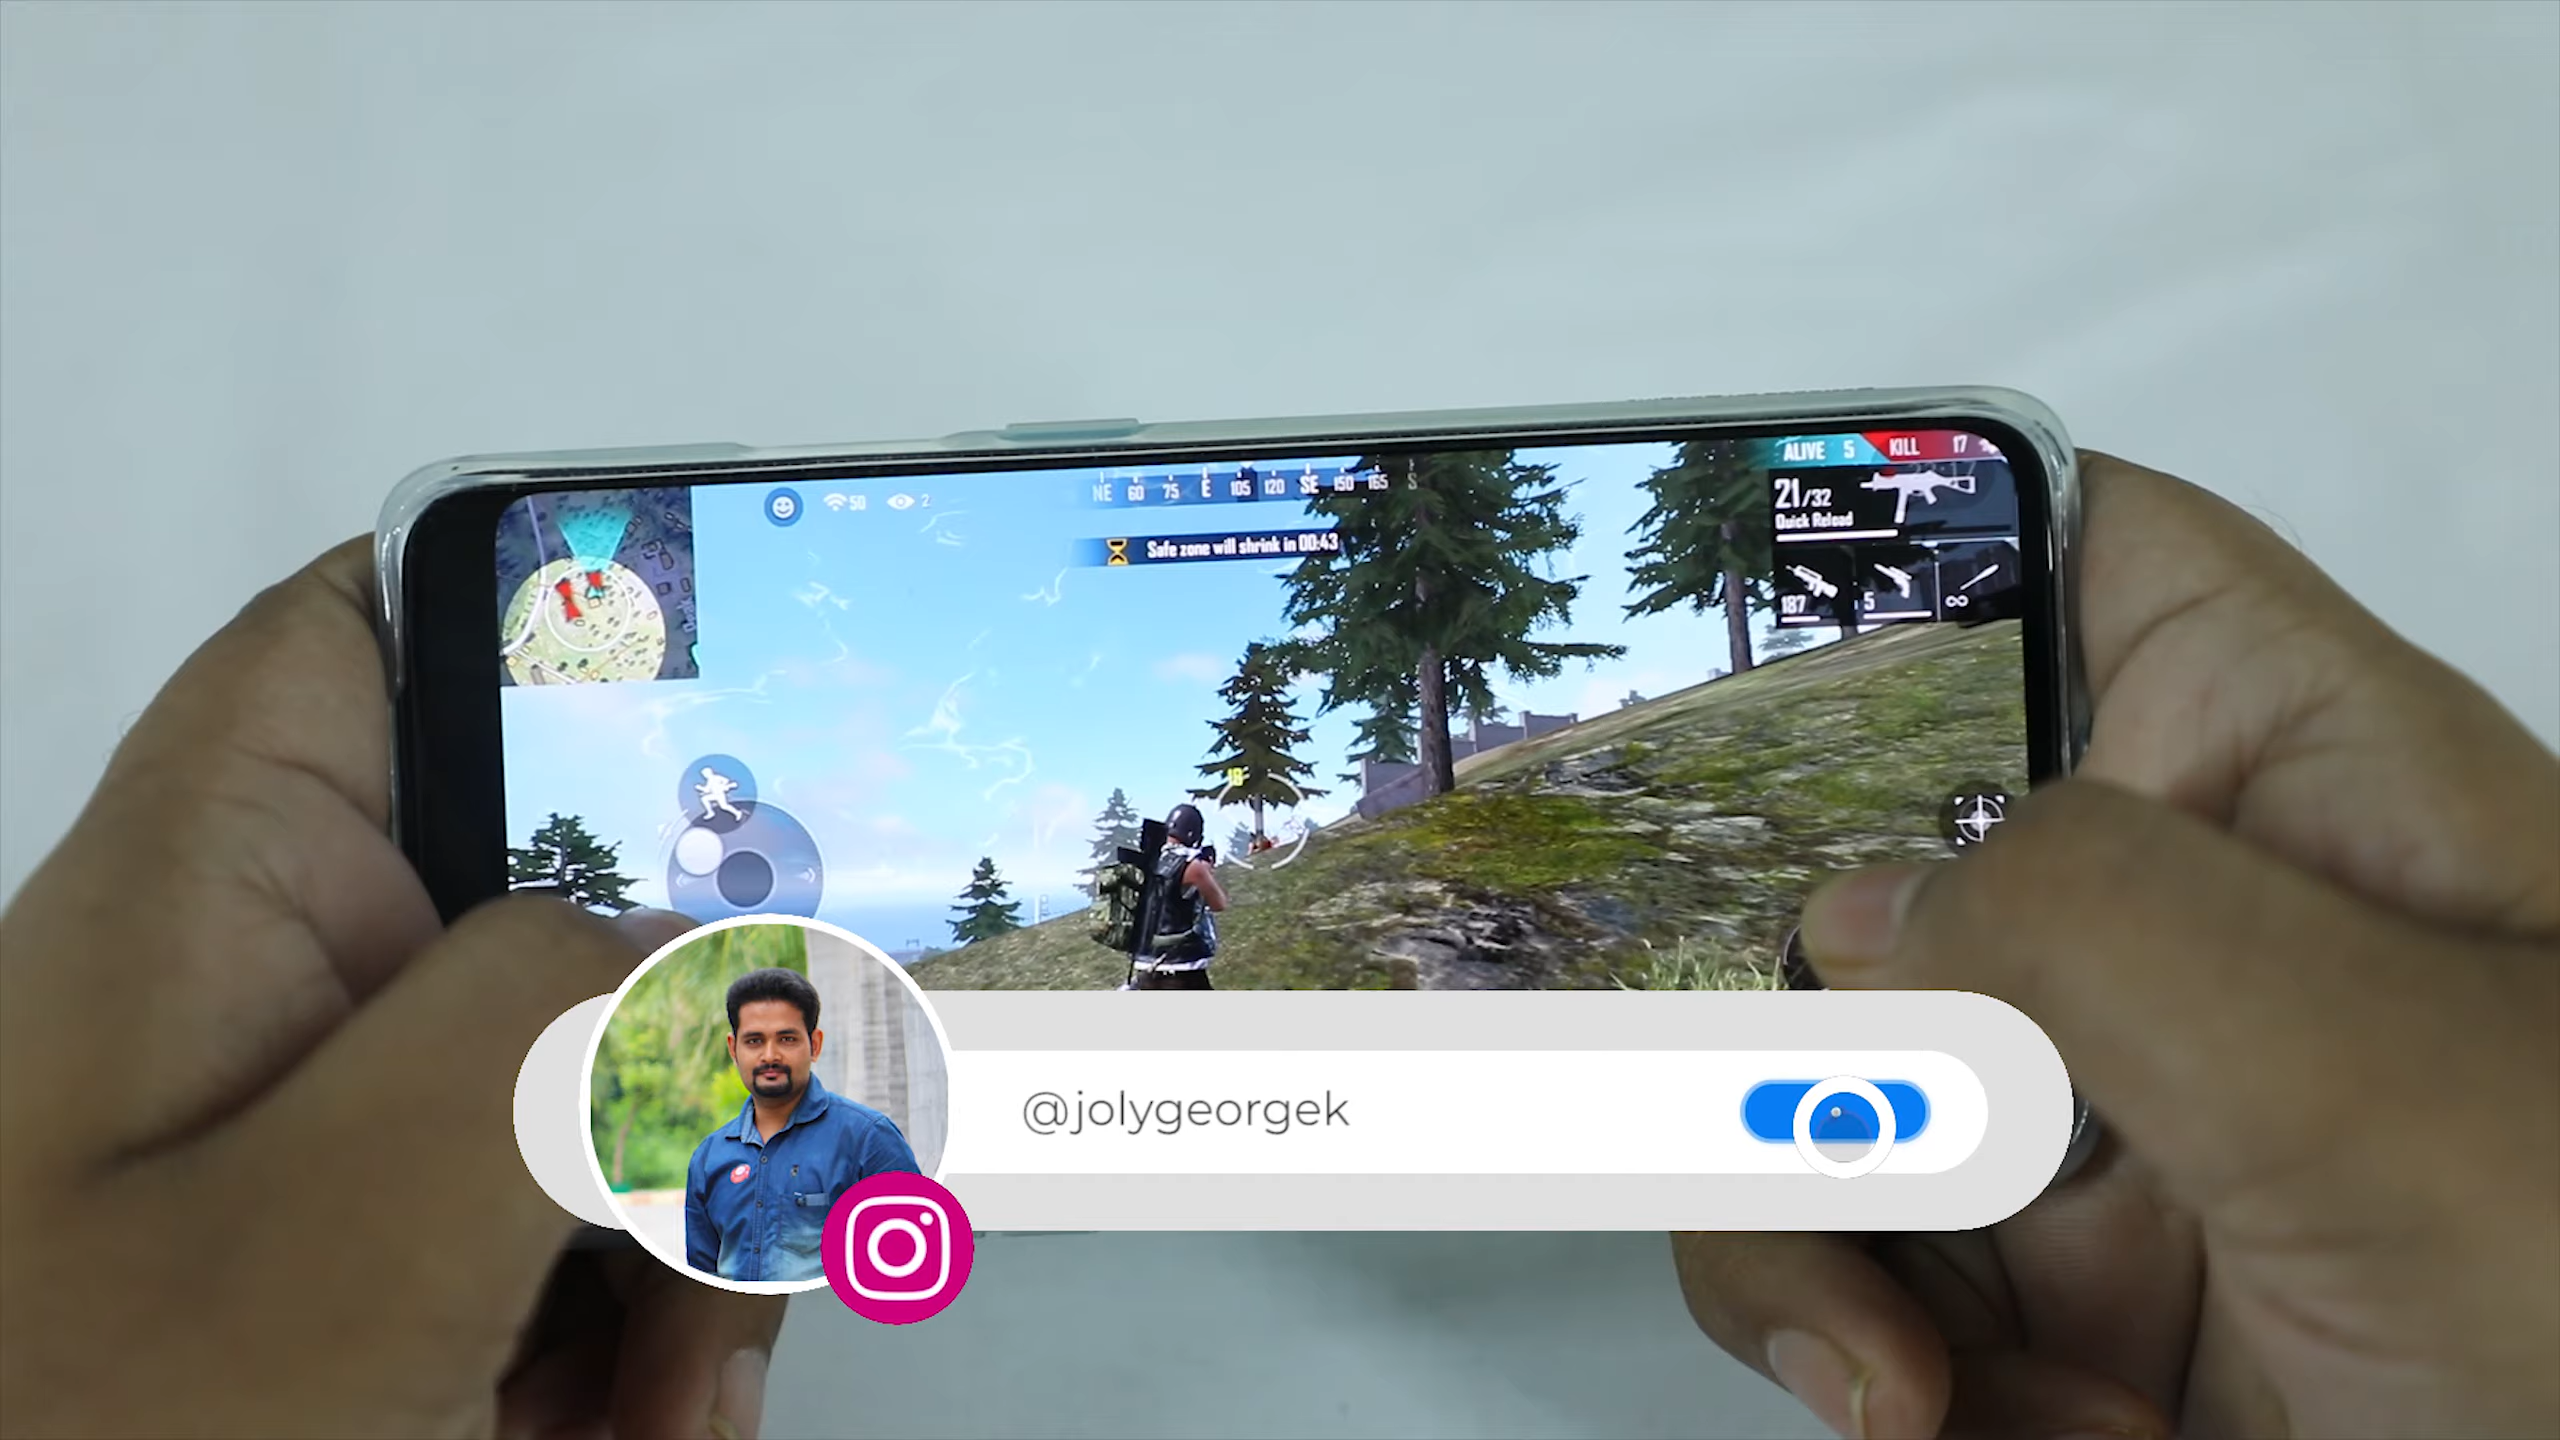 ALIVE 5 KILL 17
50 2
NE 60 75 E 105 120 SE 150 165 S
21/32
Quick Reload
Safe zone will shrink in 00:43
187 5 ∞
18
@jolygeorgek